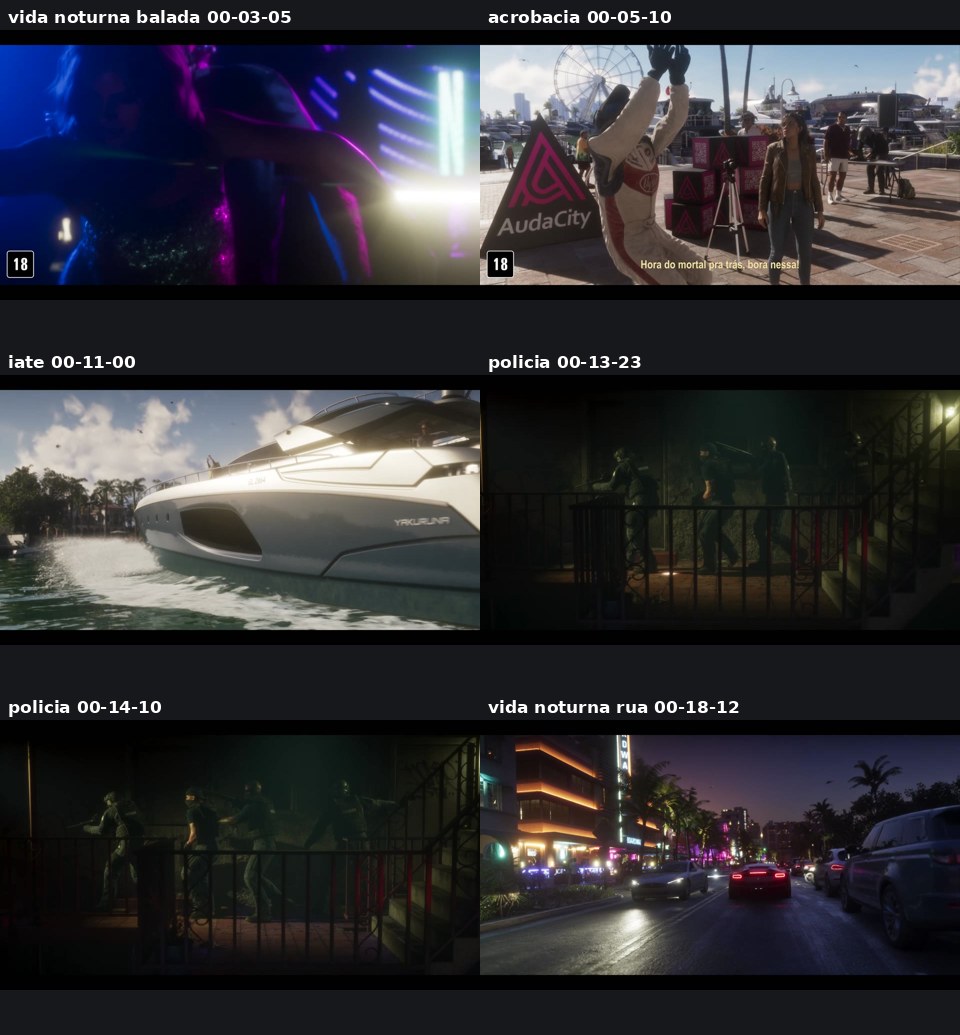 vida noturna balada 00-03-05
acrobacia 00-05-10
18
AudaCity
18
Hora do mortal pra trás, bora nessa!
iate 00-11-00
policia 00-13-23
YAKURUNA
policia 00-14-10
vida noturna rua 00-18-12